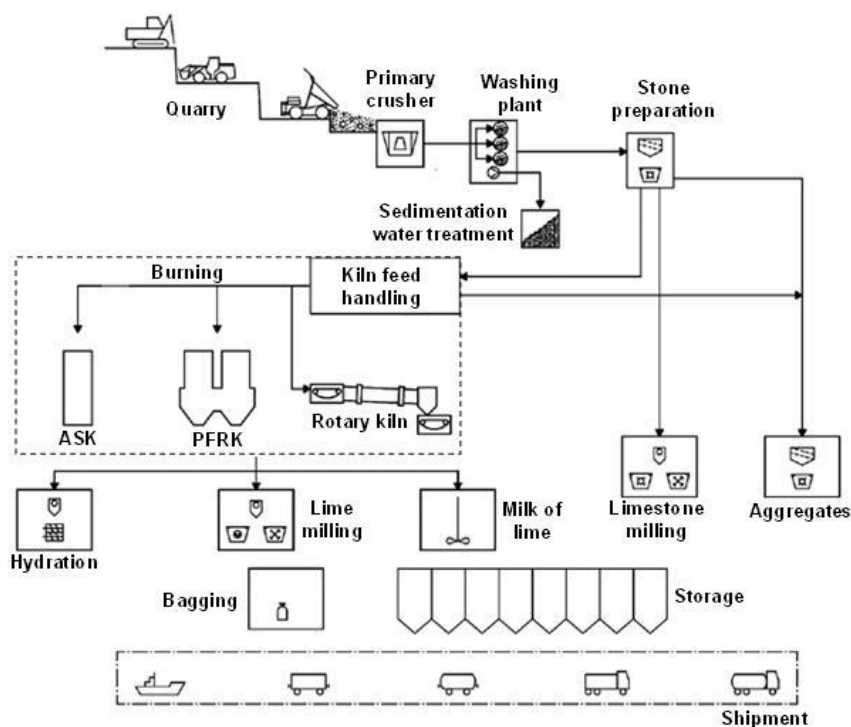 Quarry
Primary
crusher
Washing
plant
Stone
preparation
Sedimentation
water treatment
Burning
Kiln feed
handling
ASK
PFRK
Rotary kiln
Hydration
Lime
milling
Milk of
lime
Limestone
milling
Aggregates
Bagging
Storage
Shipment